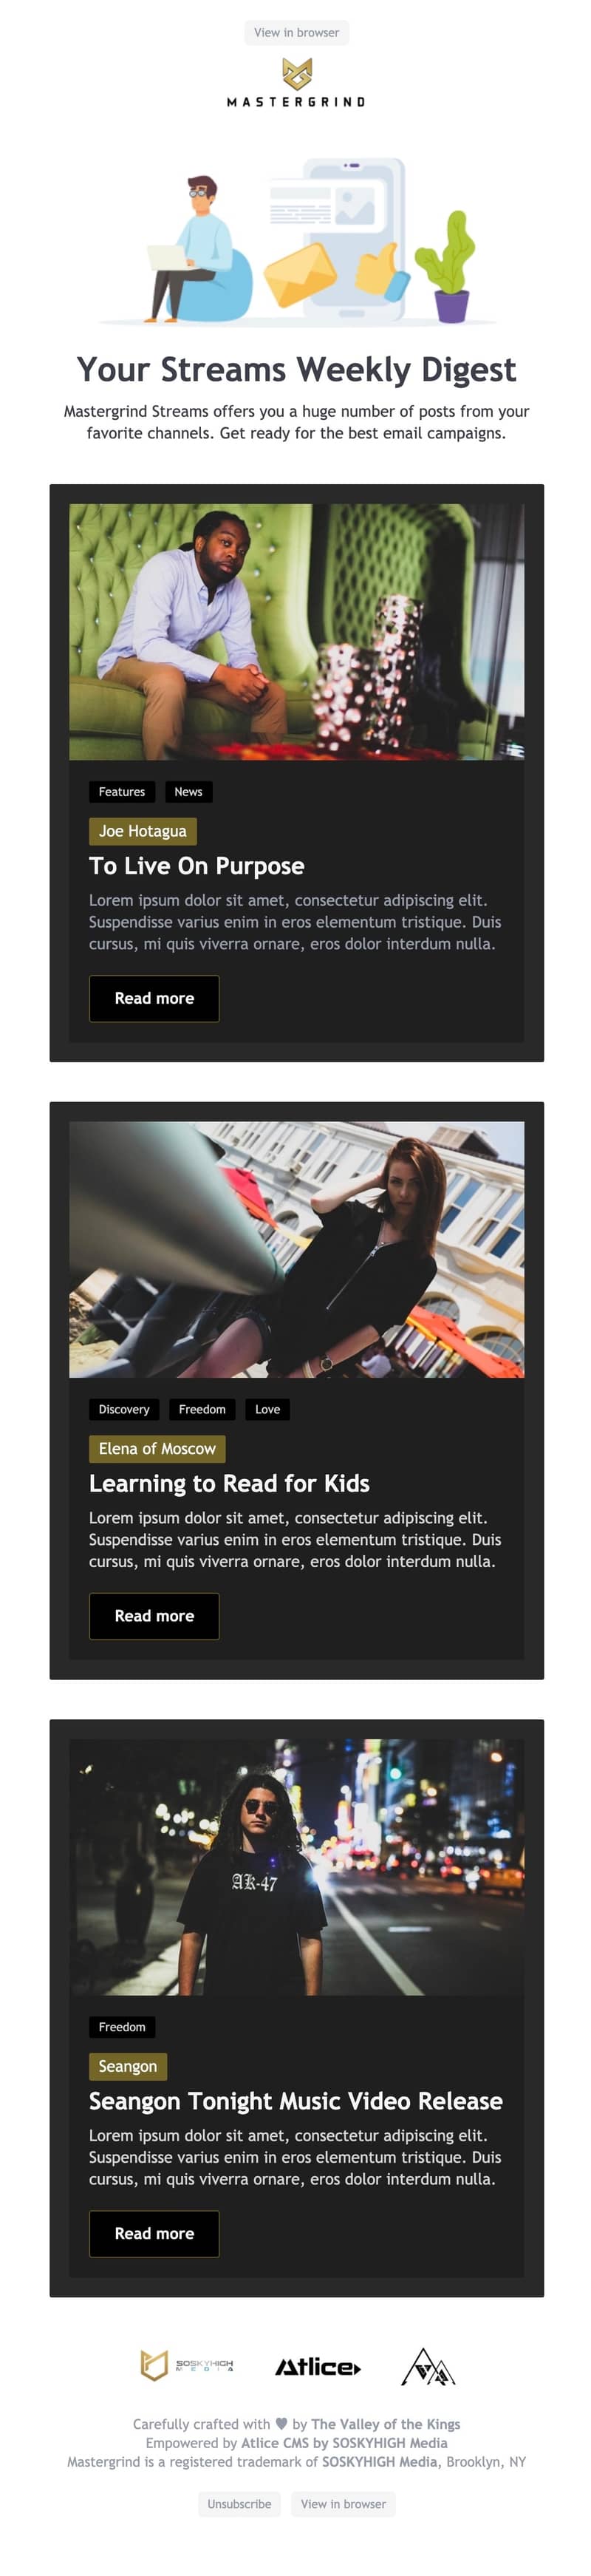 View in browser
MASTERGRIND
Your Streams Weekly Digest
Mastergrind Streams offers you a huge number of posts from your
favorite channels. Get ready for the best email campaigns.
Features News
Joe Hotagua
To Live On Purpose
Lorem ipsum dolor sit amet, consectetur adipiscing elit.
Suspendisse varius enim in eros elementum tristique. Duis
cursus, mi quis viverra ornare, eros dolor interdum nulla.
Read more
Discovery Freedom Love
Elena of Moscow
Learning to Read for Kids
Lorem ipsum dolor sit amet, consectetur adipiscing elit.
Suspendisse varius enim in eros elementum tristique. Duis
cursus, mi quis viverra ornare, eros dolor interdum nulla.
Read more
AK-47
Freedom
Seangon
Seangon Tonight Music Video Release
Lorem ipsum dolor sit amet, consectetur adipiscing elit.
Suspendisse varius enim in eros elementum tristique. Duis
cursus, mi quis viverra ornare, eros dolor interdum nulla.
Read more
SOSKYHIGH
MEDIA
Atlice
Carefully crafted with ♥ by The Valley of the Kings
Empowered by Atlice CMS by SOSKYHIGH Media
Mastergrind is a registered trademark of SOSKYHIGH Media, Brooklyn, NY
Unsubscribe View in browser